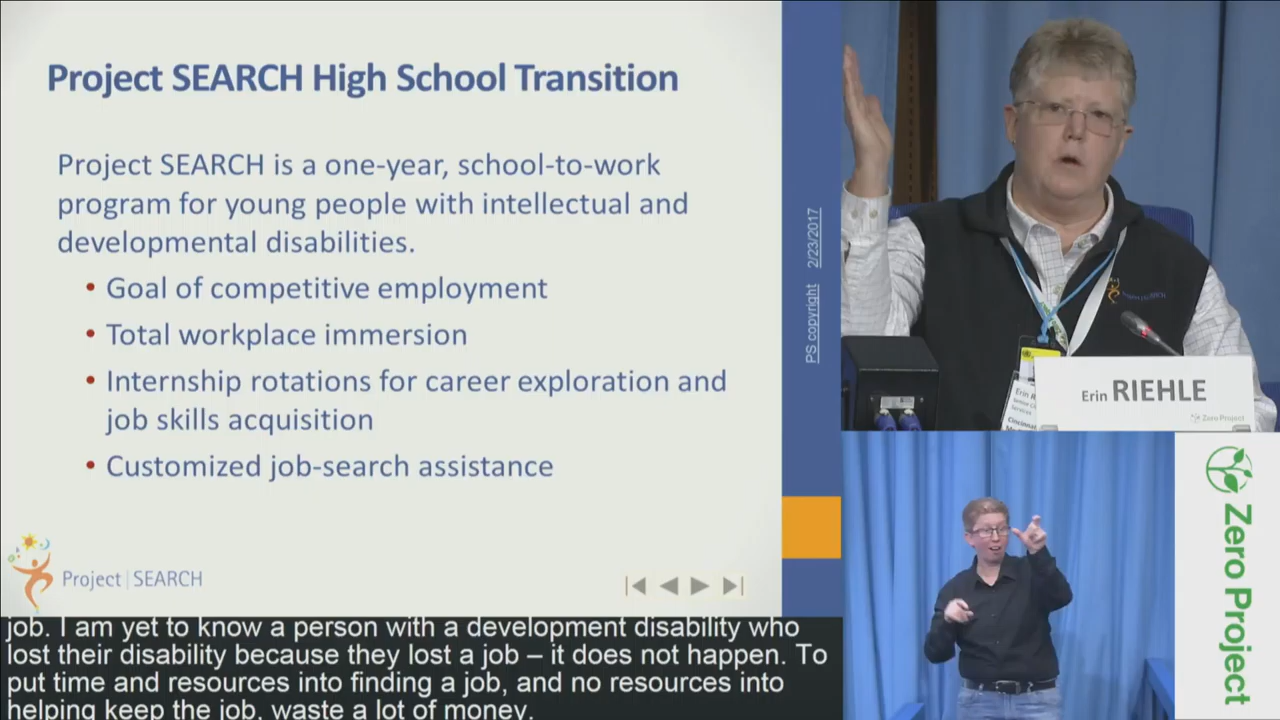 Project SEARCH High School Transition
Project SEARCH is a one-year, school-to-work
program for young people with intellectual and
developmental disabilities.
• Goal of competitive employment
• Total workplace immersion
• Internship rotations for career exploration and
job skills acquisition
• Customized job-search assistance
Project | SEARCH
PS copyright 2/23/2017
job. I am yet to know a person with a development disability who
lost their disability because they lost a job – it does not happen. To
put time and resources into finding a job, and no resources into
helping keep the job, waste a lot of money.
Erin RIEHLE
Zero Project
Zero Project